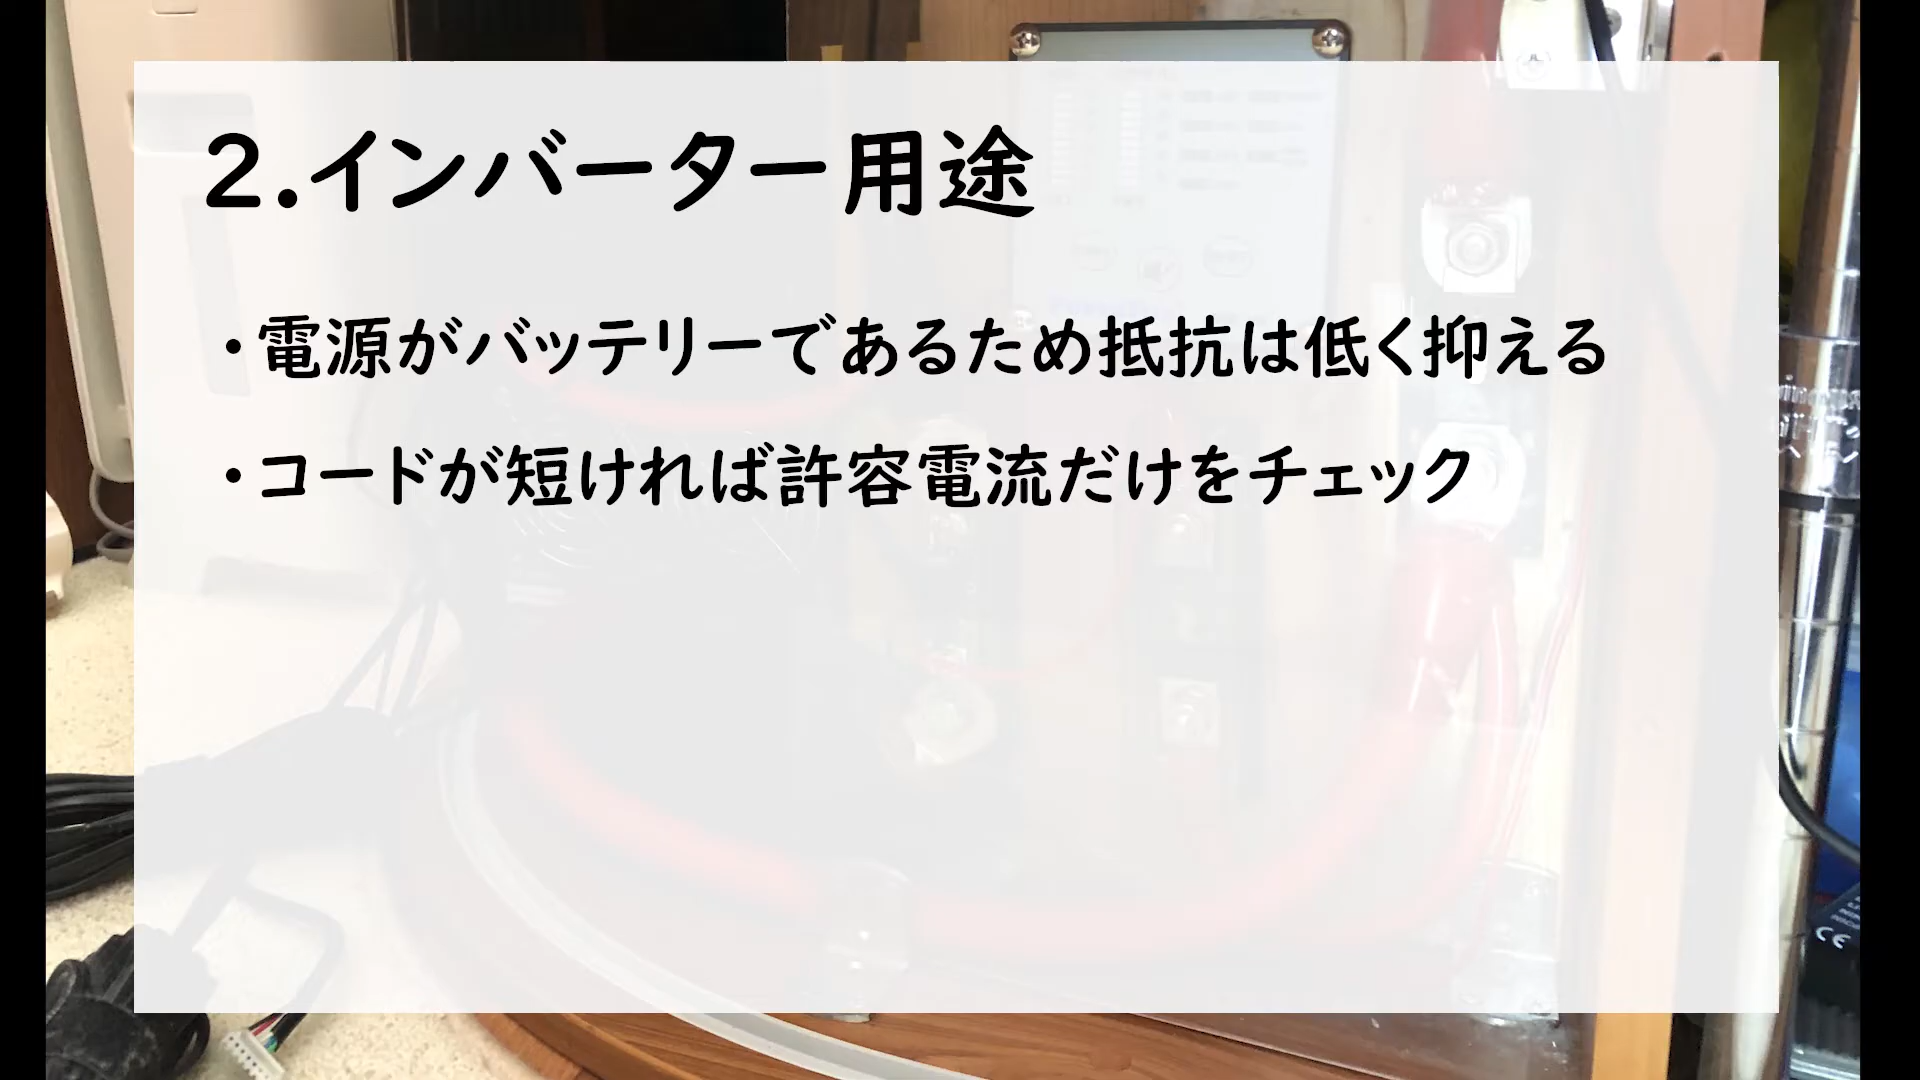 2.インバーター用途
・電源がバッテリーであるため抵抗は低く抑える
・コードが短ければ許容電流だけをチェック
CE